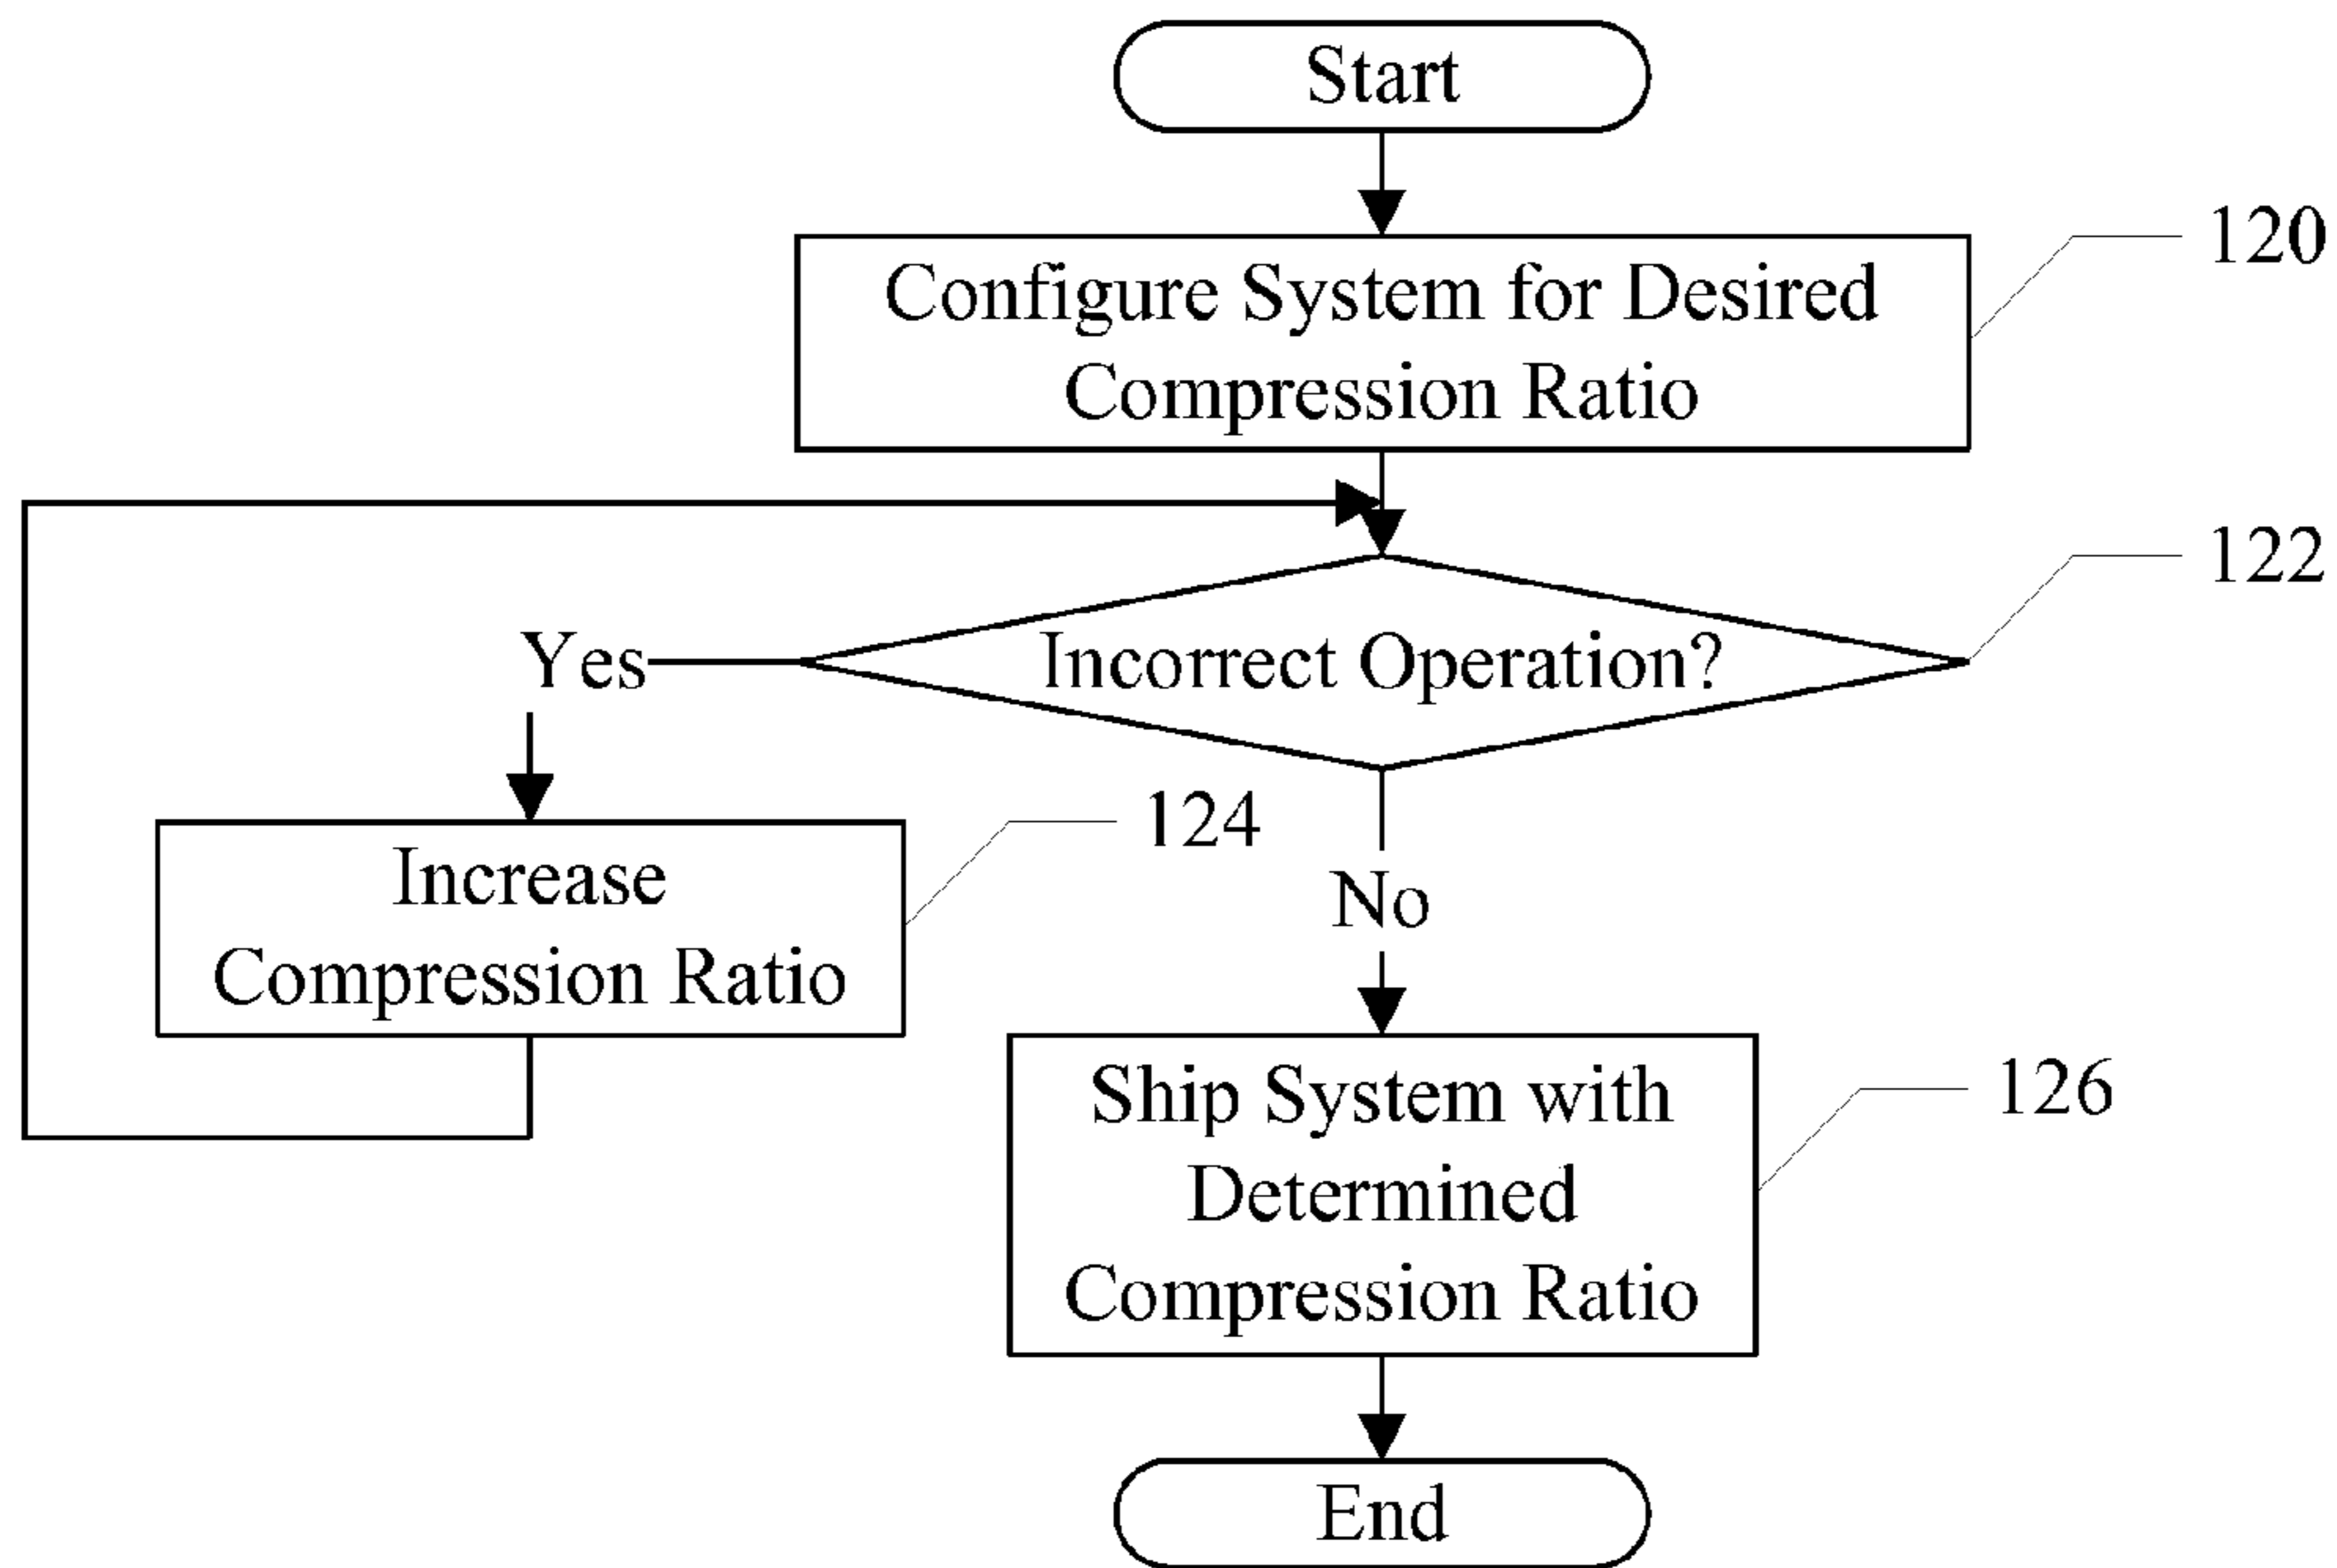 Start
Configure System for Desired
Compression Ratio
120
Incorrect Operation?
122
Yes
Increase
Compression Ratio
124
No
Ship System with
Determined
Compression Ratio
126
End